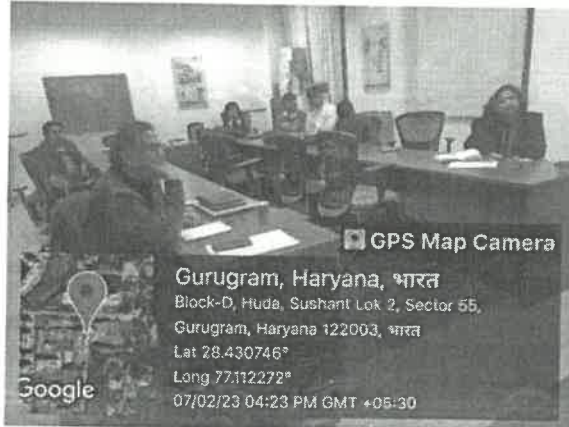 GPS Map Camera
Gurugram, Haryana, भारत
Block-D, Huda, Sushant Lok 2, Sector 55,
Gurugram, Haryana 122003, भारत
Lat 28.430746°
Long 77.112272°
07/02/23 04:23 PM GMT +05:30
Google